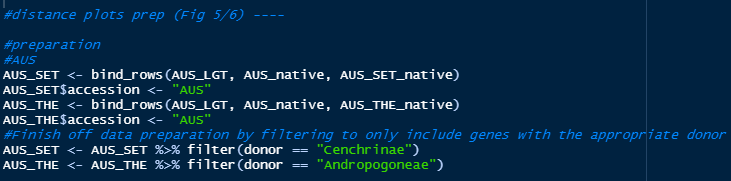 #distance plots prep (Fig 5/6) ----
#preparation
#AUS
AUS_SET <- bind_rows(AUS_LGT, AUS_native, AUS_SET_native)
AUS_SET$accession <- "AUS"
AUS_THE <- bind_rows(AUS_LGT, AUS_native, AUS_THE_native)
AUS_THE$accession <- "AUS"
#Finish off data preparation by filtering to only include genes with the appropriate donor
AUS_SET <- AUS_SET %>% filter(donor == "Cenchrinae")
AUS_THE <- AUS_THE %>% filter(donor == "Andropogoneae")